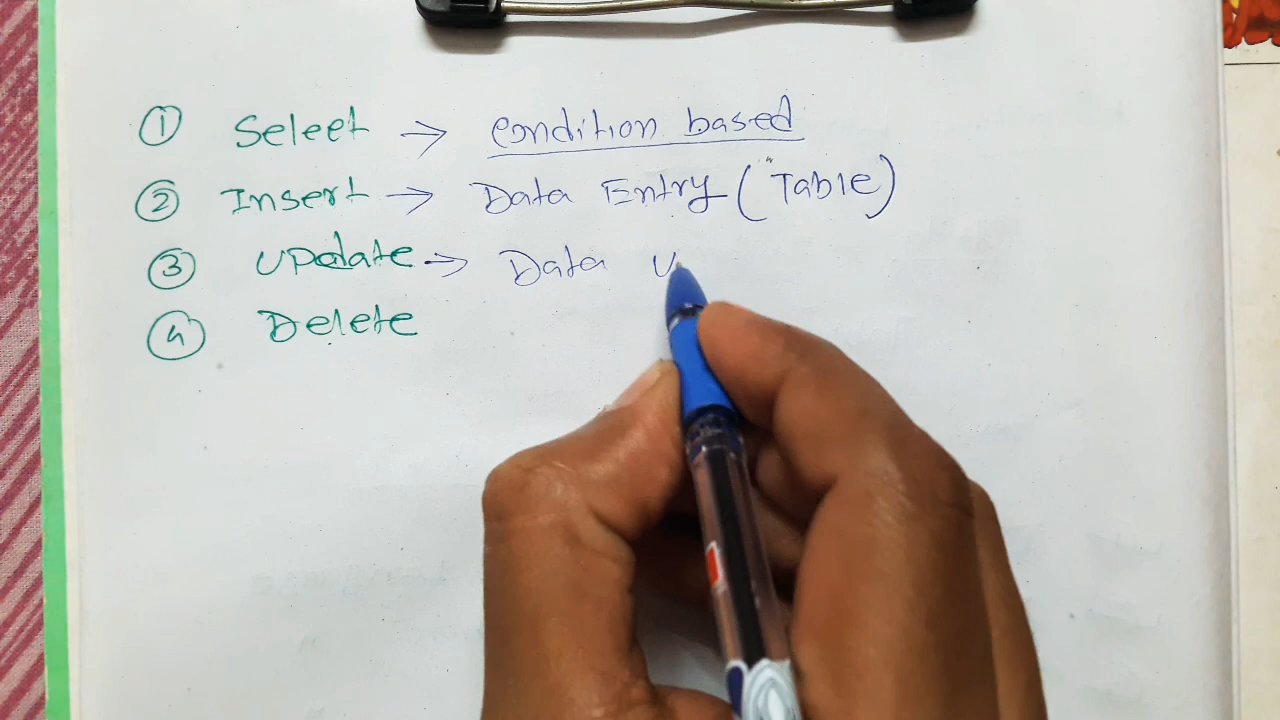 ① Select → condition based
② Insert → Data Entry ("Table)
③ Update → Data U
④ Delete